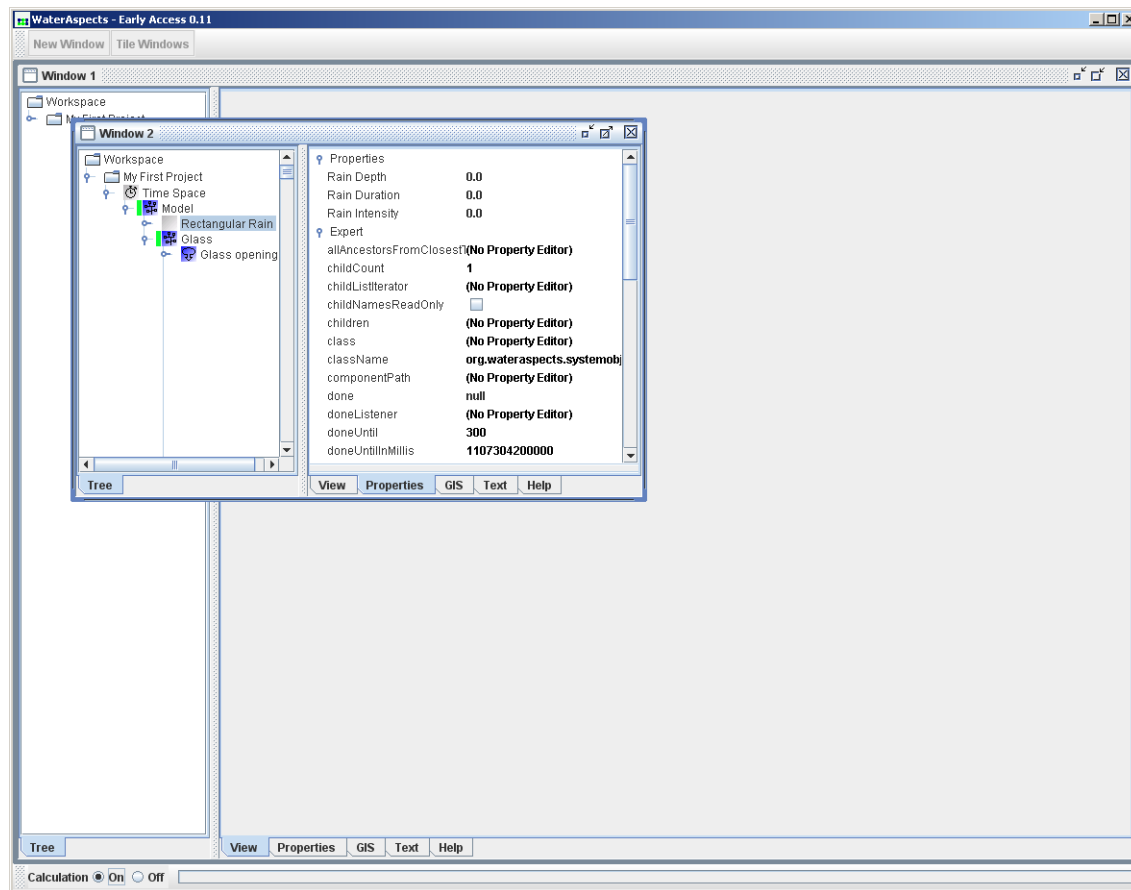 WaterAspects - Early Access 0.11
New Window Tile Windows
Window 1
Workspace
Window 2
Workspace
My First Project
Time Space
Model
Rectangular Rain
Glass
Glass opening
Tree
Properties
Rain Depth 0.0
Rain Duration 0.0
Rain Intensity 0.0
Expert
allAncestorsFromClosest (No Property Editor)
childCount 1
childListIterator (No Property Editor)
childNamesReadOnly
children (No Property Editor)
class (No Property Editor)
className org.wateraspects.systemobj
componentPath (No Property Editor)
done null
doneListener (No Property Editor)
doneUntil 300
doneUntilInMillis 1107304200000
View Properties GIS Text Help
Tree
View Properties GIS Text Help
Calculation On Off